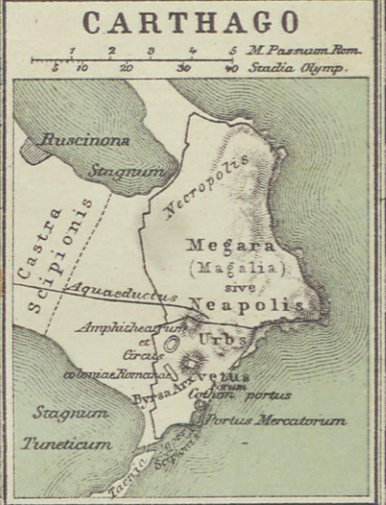 CARTHAGO
1 2 3 4 5 M. Passuum Rom.
5 10 20 30 40 Stadia Olymp.
Ruscinona
Stagnum
Necropolis
Castra
Scipionis
Megara
(Magalia)
sive
Neapolis
Aquaeductus
Amphitheatrum
et
Circus
coloniae Romanae
Urbs
vetus
Byrsa Arx
Forum
Cothon portus
Portus Mercatorum
Stagnum
Tuneticum
Taenia